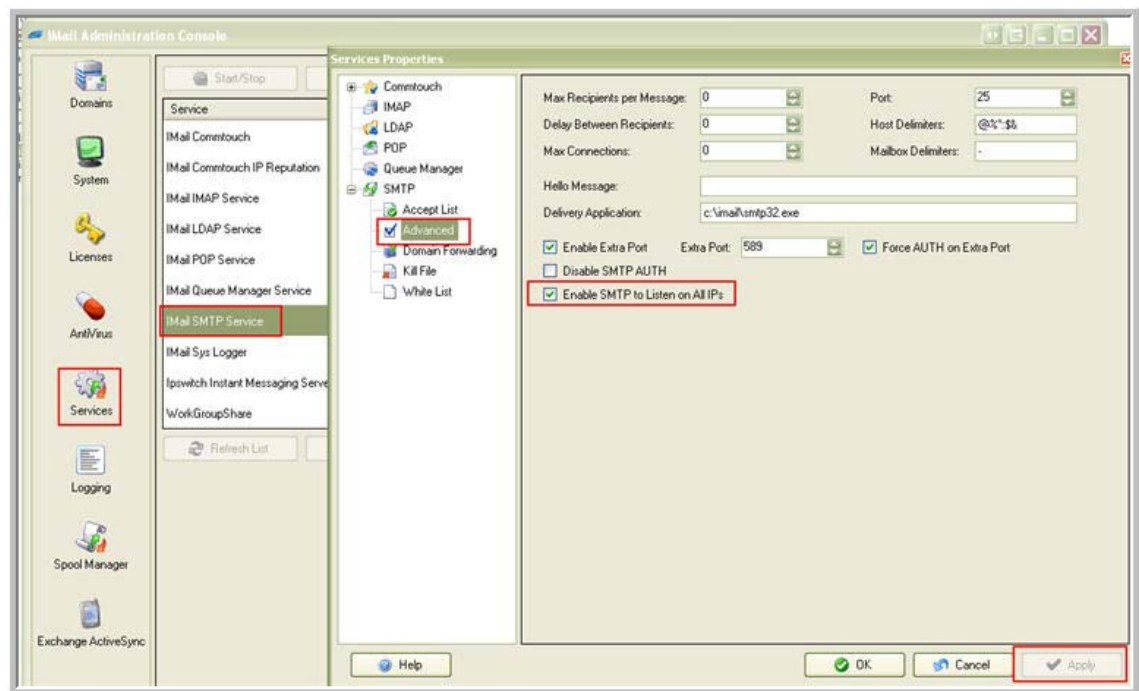 IMail Administration Console
Domains
System
Licenses
AntiVirus
Services
Logging
Spool Manager
Exchange ActiveSync
Start/Stop
Service
IMail Commtouch
IMail Commtouch IP Reputation
IMail IMAP Service
IMail LDAP Service
IMail POP Service
IMail Queue Manager Service
IMail SMTP Service
IMail Sys Logger
Ipswitch Instant Messaging Serve
WorkGroupShare
Refresh List
Services Properties
Commtouch
IMAP
LDAP
POP
Queue Manager
SMTP
Accept List
Advanced
Domain Forwarding
Kill File
White List
Max Recipients per Message: 0 Port: 25
Delay Between Recipients: 0 Host Delimiters: @%*:$&
Max Connections: 0 Mailbox Delimiters: -
Hello Message:
Delivery Application: c:\imail\smtp32.exe
Enable Extra Port Extra Port: 589 Force AUTH on Extra Port
Disable SMTP AUTH
Enable SMTP to Listen on All IPs
Help OK Cancel Apply